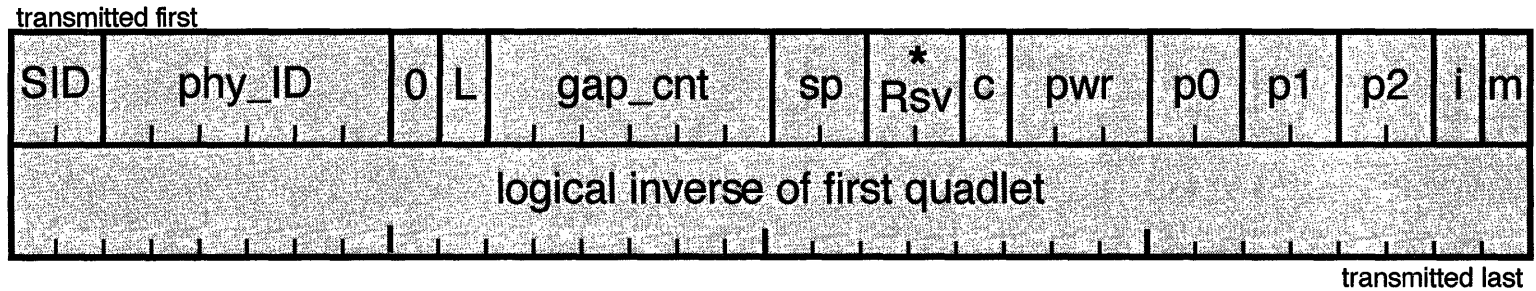 transmitted first
SID phy_ID 0 L gap_cnt sp * Rsv c pwr p0 p1 p2 i m
logical inverse of first quadlet
transmitted last